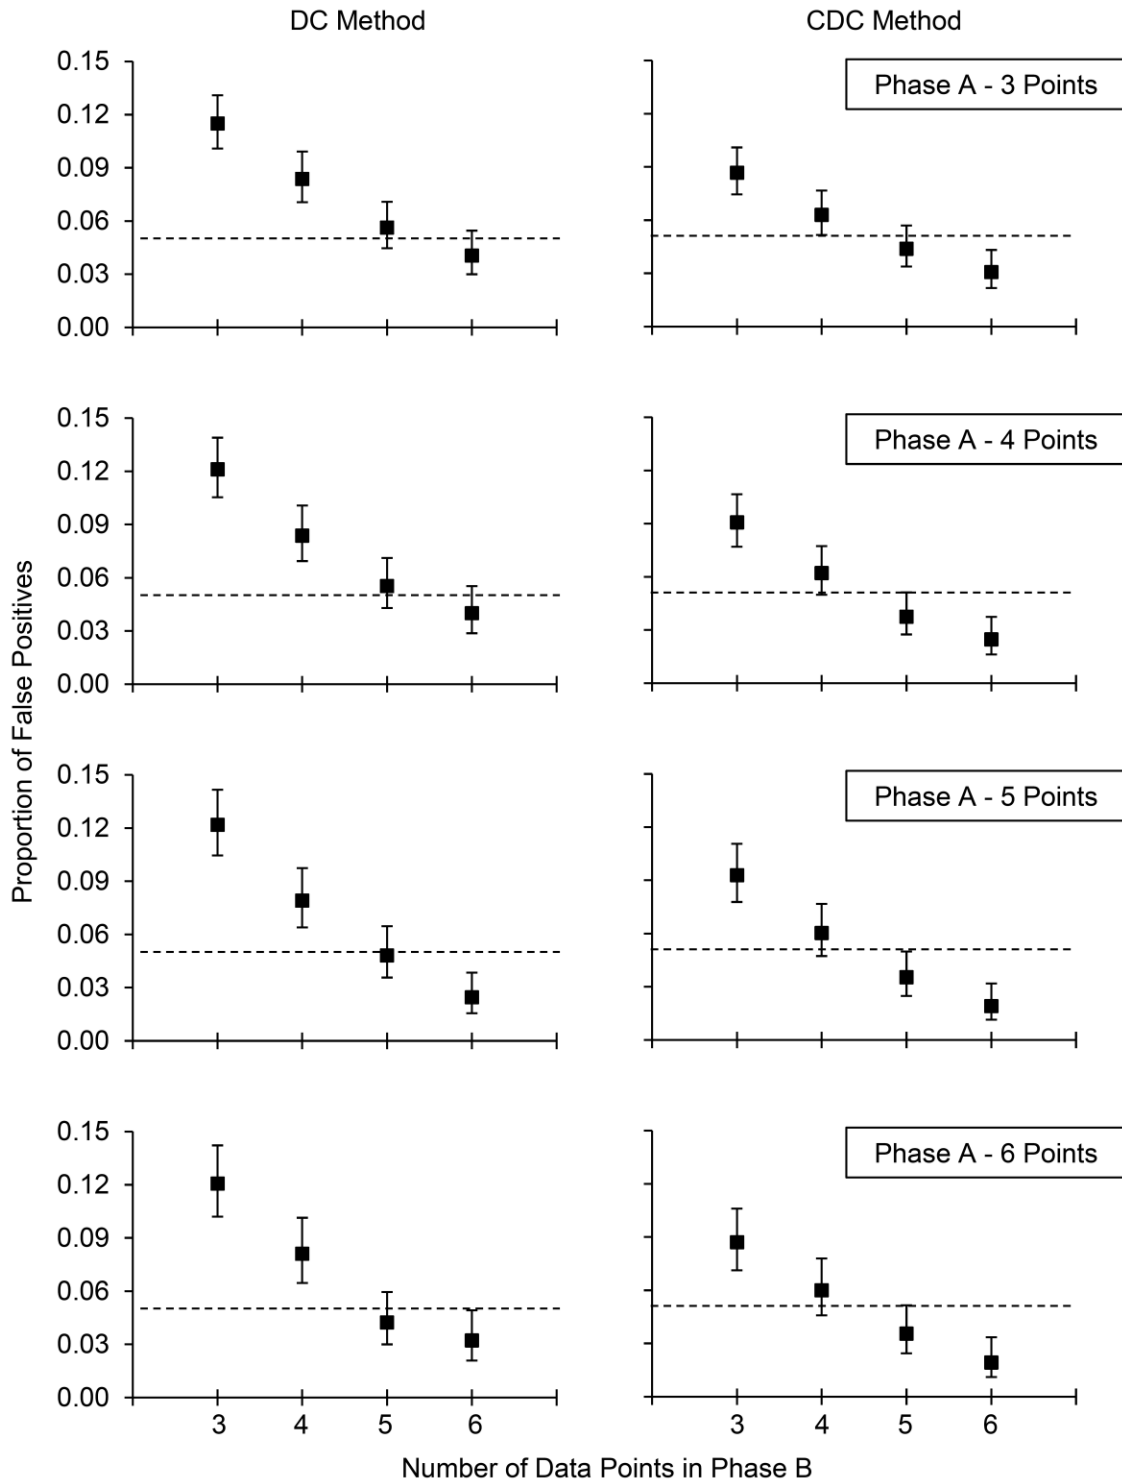 DC Method
CDC Method
Proportion of False Positives
0.15
0.12
0.09
0.06
0.03
0.00
Phase A - 3 Points
0.15
0.12
0.09
0.06
0.03
0.00
Phase A - 4 Points
0.15
0.12
0.09
0.06
0.03
0.00
Phase A - 5 Points
0.15
0.12
0.09
0.06
0.03
0.00
Phase A - 6 Points
3 4 5 6
3 4 5 6
Number of Data Points in Phase B